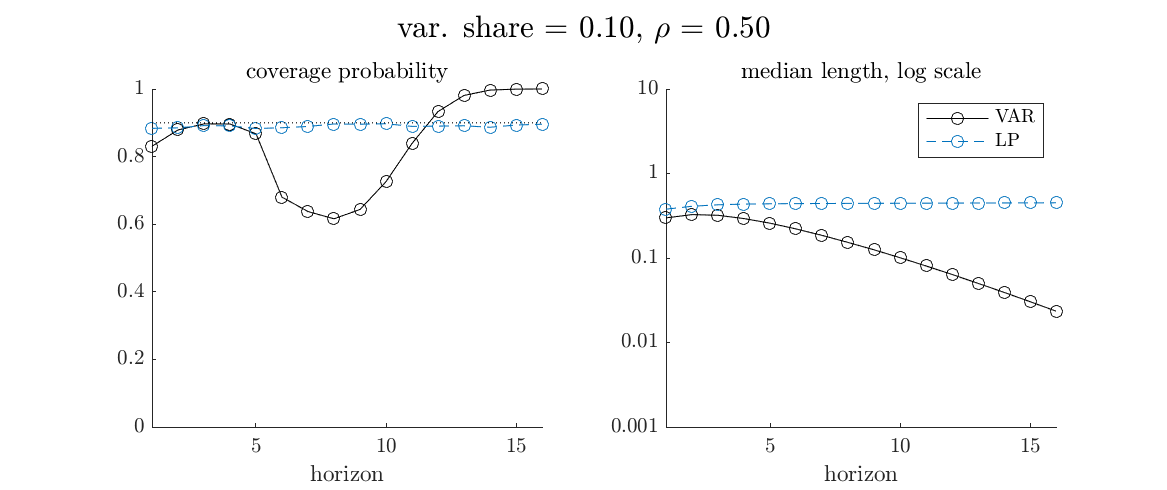 var. share = 0.10, ρ = 0.50
coverage probability
1
0.8
0.6
0.4
0.2
0
5
10
15
horizon
median length, log scale
10
1
0.1
0.01
0.001
5
10
15
horizon
VAR
LP